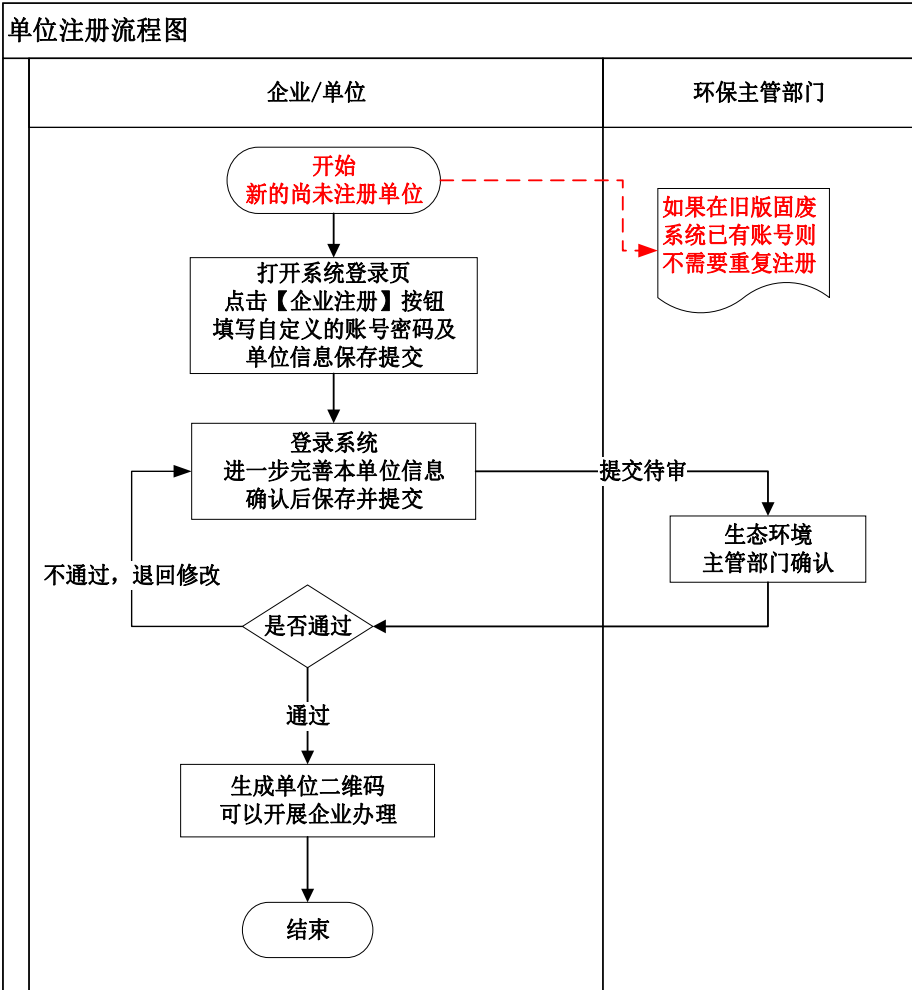 单位注册流程图
企业/单位
环保主管部门
开始
新的尚未注册单位
如果在旧版固废
系统已有账号则
不需要重复注册
打开系统登录页
点击【企业注册】按钮
填写自定义的账号密码及
单位信息保存提交
登录系统
进一步完善本单位信息
确认后保存并提交
提交待审
生态环境
主管部门确认
不通过，退回修改
是否通过
通过
生成单位二维码
可以开展企业办理
结束